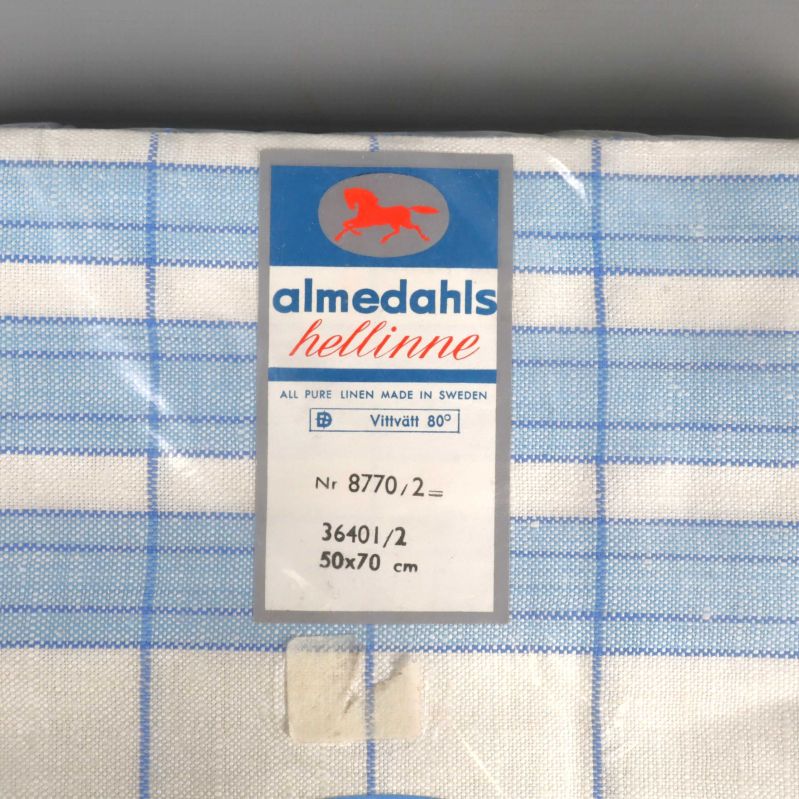 almedahls
hellinne
ALL PURE LINEN MADE IN SWEDEN
Vittvätt 80°
Nr 8770/2=
36401/2
50x70 cm